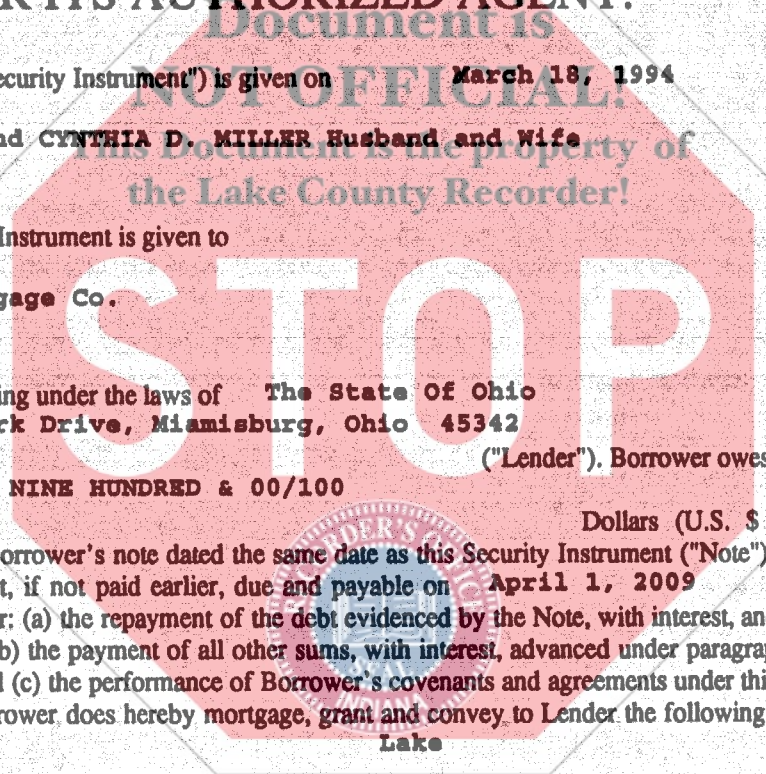 R ITS AUTHORIZED AGENT.
Document is
ecurity Instrument") is given on March 18, 1994
NOT OFFICIAL!
nd CYNTHIA D. MILLER Husband and Wife
This Document is the property of
the Lake County Recorder!
Instrument is given to
STOP
gage Co.
ing under the laws of The State Of Ohio
rk Drive, Miamisburg, Ohio 45342
("Lender"). Borrower owes
NINE HUNDRED & 00/100
Dollars (U.S. $
orrower's note dated the same date as this Security Instrument ("Note")
t, if not paid earlier, due and payable on April 1, 2009
r: (a) the repayment of the debt evidenced by the Note, with interest, an
b) the payment of all other sums, with interest, advanced under paragra
d (c) the performance of Borrower's covenants and agreements under thi
rower does hereby mortgage, grant and convey to Lender the following
Lake
RECORDER'S OFFICE
SEAL
INDIANA